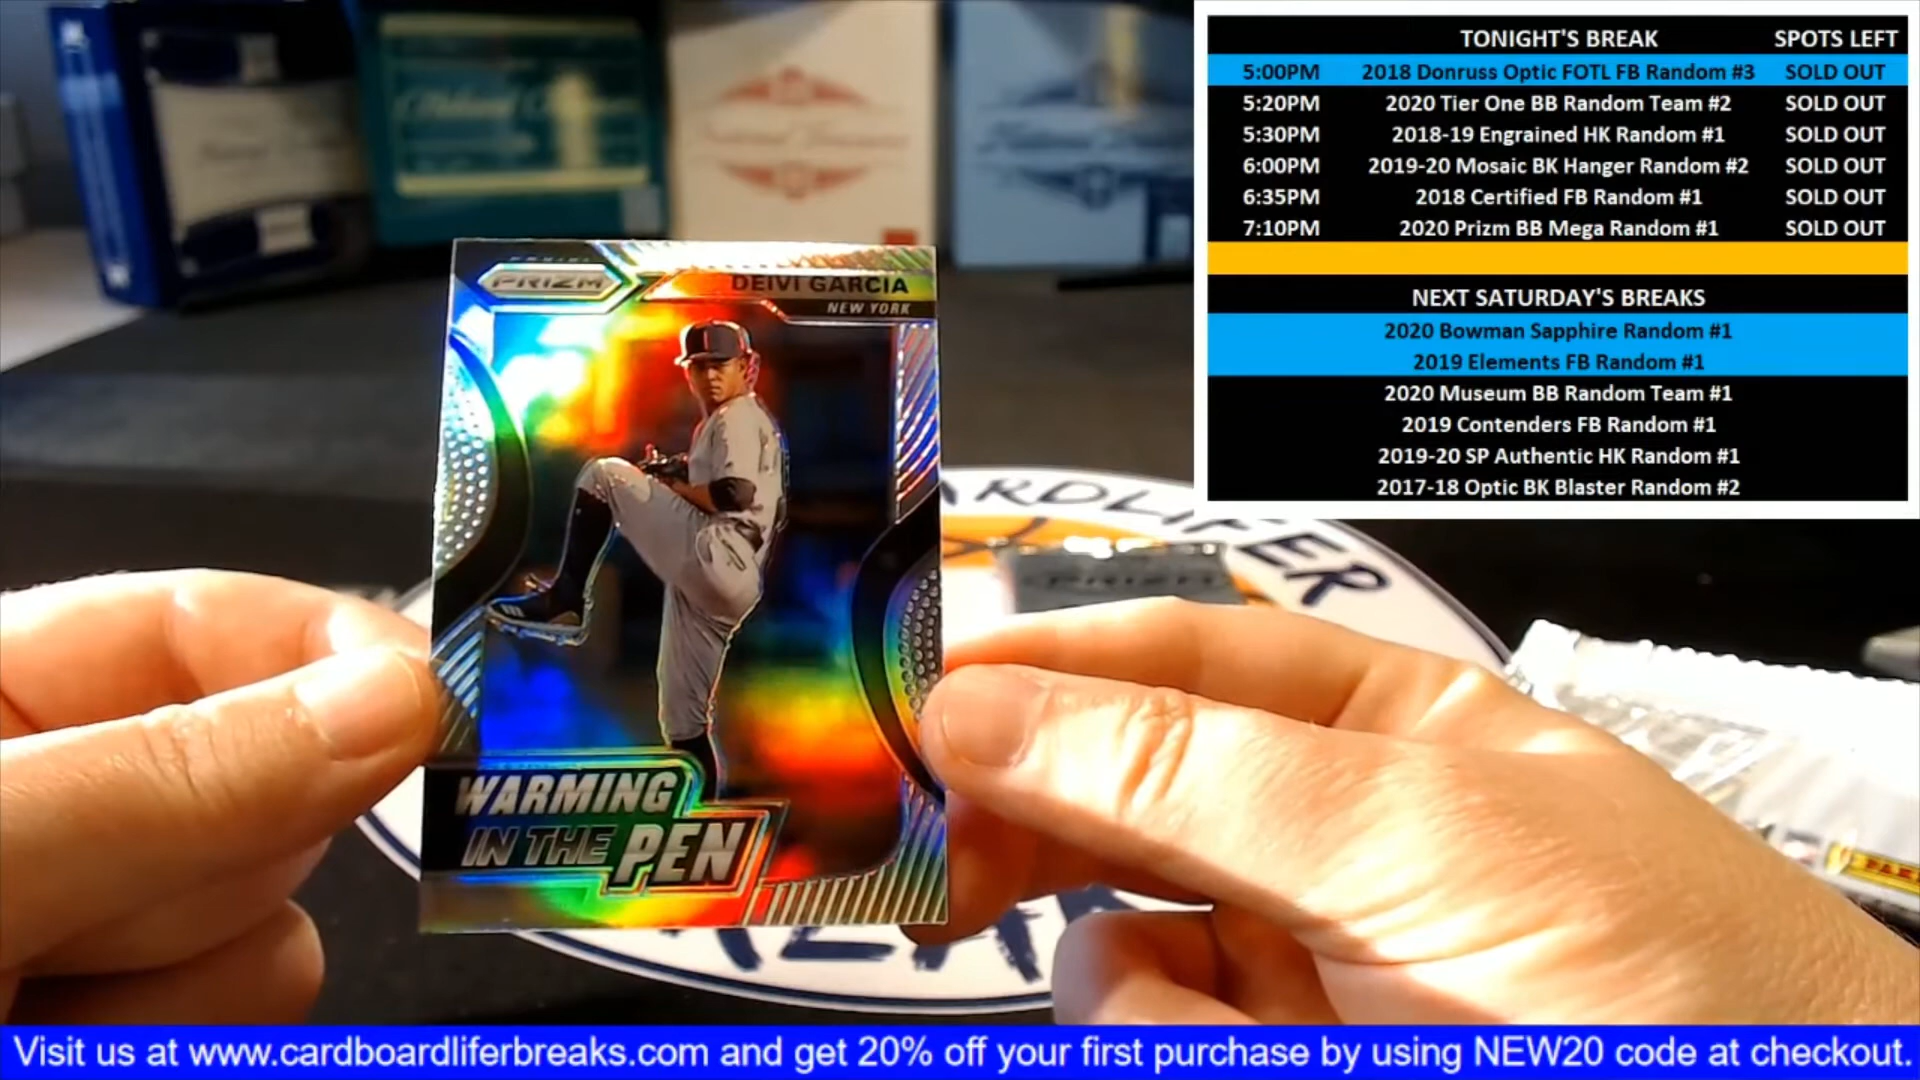 TONIGHT'S BREAK SPOTS LEFT
5:00PM 2018 Donruss Optic FOTL FB Random #3 SOLD OUT
5:20PM 2020 Tier One BB Random Team #2 SOLD OUT
5:30PM 2018-19 Engrained HK Random #1 SOLD OUT
6:00PM 2019-20 Mosaic BK Hanger Random #2 SOLD OUT
6:35PM 2018 Certified FB Random #1 SOLD OUT
7:10PM 2020 Prizm BB Mega Random #1 SOLD OUT
NEXT SATURDAY'S BREAKS
2020 Bowman Sapphire Random #1
2019 Elements FB Random #1
2020 Museum BB Random Team #1
2019 Contenders FB Random #1
2019-20 SP Authentic HK Random #1
2017-18 Optic BK Blaster Random #2
PANINI
PRIZM
DEIVI GARCIA
NEW YORK
WARMING
IN THE PEN
PRIZM
Visit us at www.cardboardliferbreaks.com and get 20% off your first purchase by using NEW20 code at checkout.